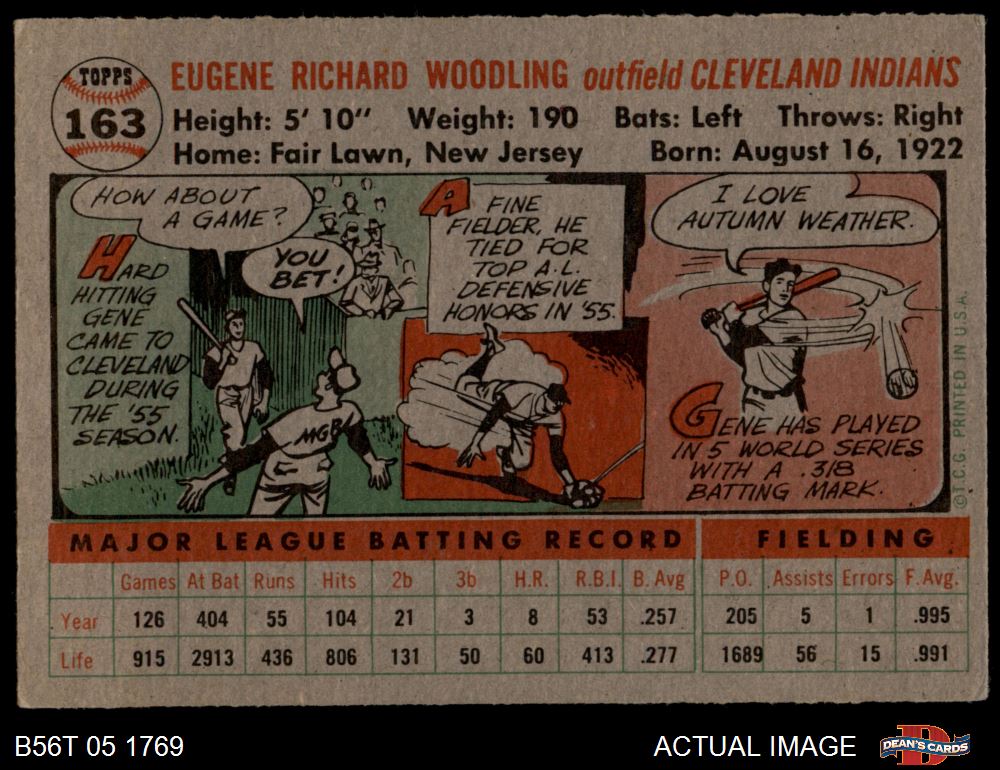 TOPPS
163
EUGENE RICHARD WOODLING outfield CLEVELAND INDIANS
Height: 5' 10" Weight: 190 Bats: Left Throws: Right
Home: Fair Lawn, New Jersey Born: August 16, 1922
HOW ABOUT
A GAME?
YOU
BET!
HARD
HITTING
GENE
CAME TO
CLEVELAND
DURING
THE '55
SEASON.
MGR
A FINE
FIELDER, HE
TIED FOR
TOP A.L.
DEFENSIVE
HONORS IN '55.
I LOVE
AUTUMN WEATHER.
GENE HAS PLAYED
IN 5 WORLD SERIES
WITH A .318
BATTING MARK.
©T.C.G. PRINTED IN U.S.A.
MAJOR LEAGUE BATTING RECORD FIELDING
Games At Bat Runs Hits 2b 3b H.R. R.B.I. B. Avg P.O. Assists Errors F. Avg.
Year 126 404 55 104 21 3 8 53 .257 205 5 1 .995
Life 915 2913 436 806 131 50 60 413 .277 1689 56 15 .991
B56T 05 1769
ACTUAL IMAGE
D
DEAN'S CARDS